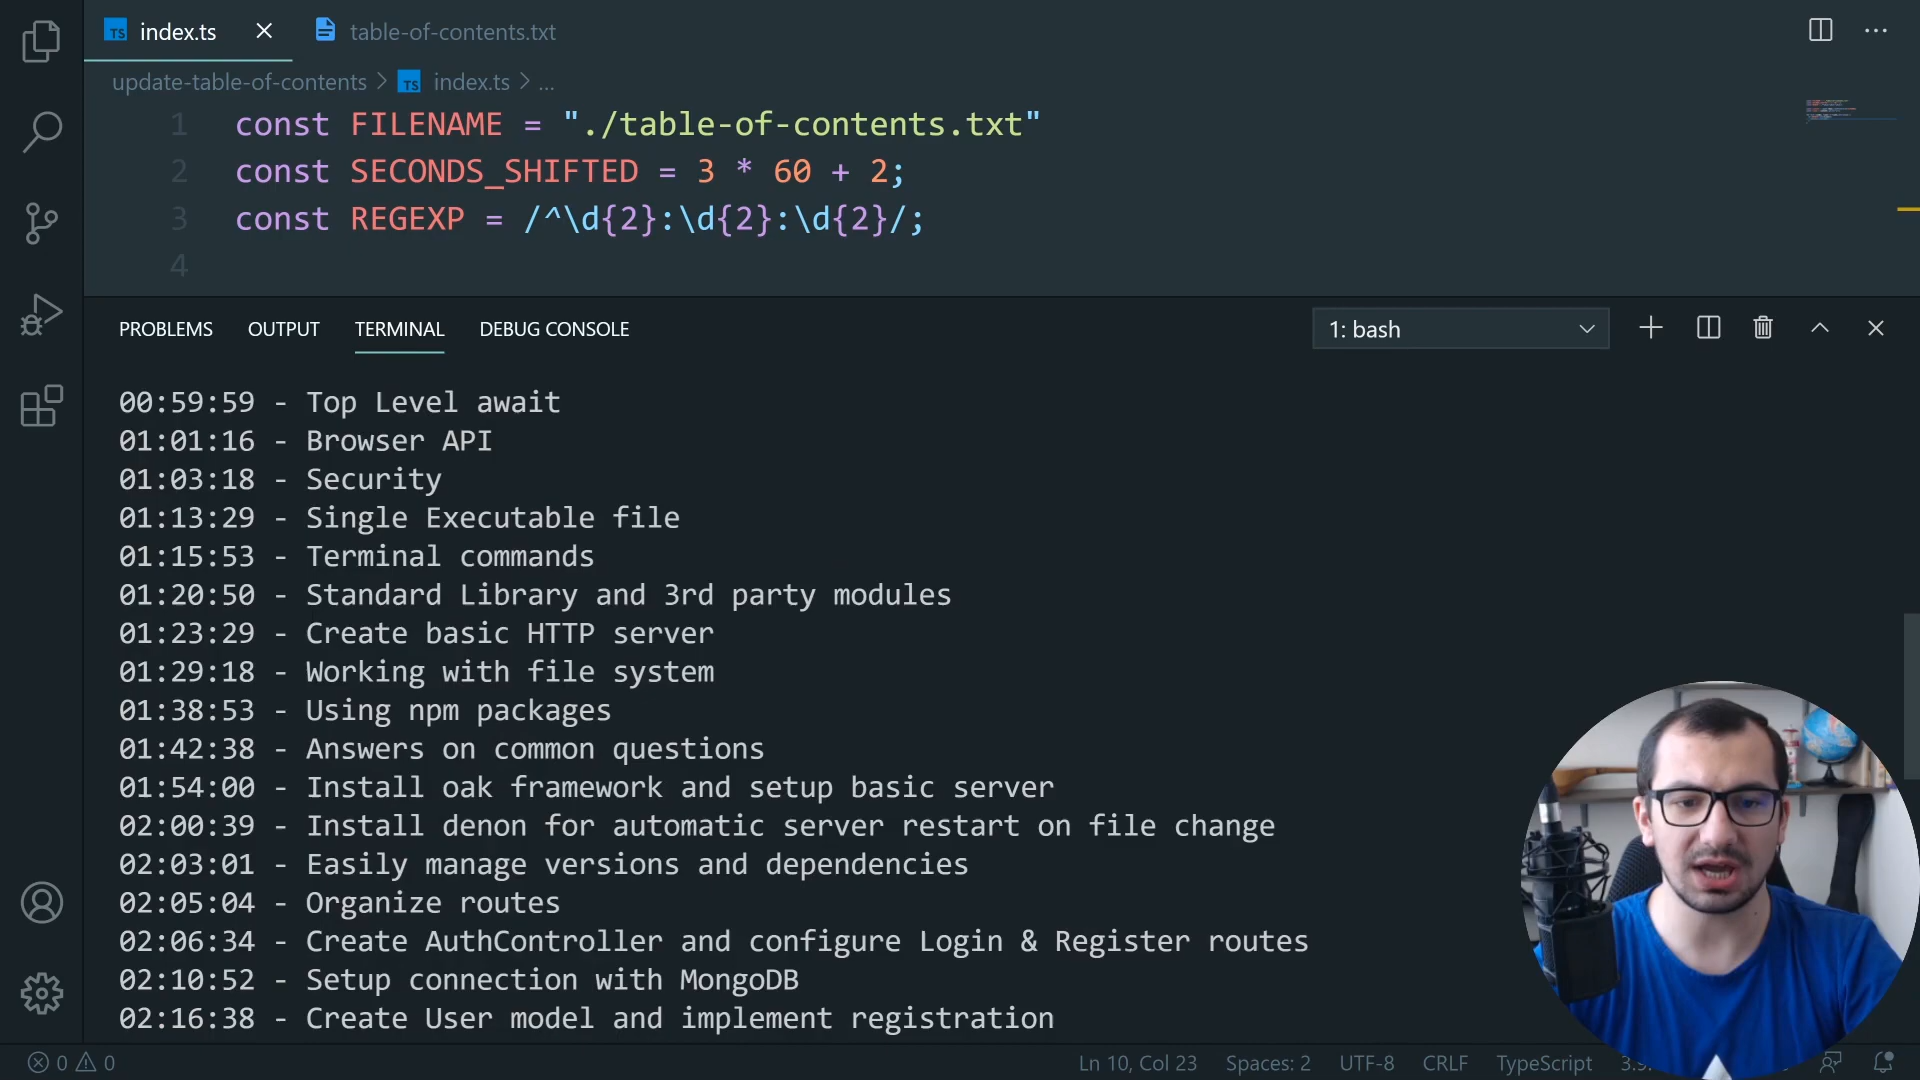 TS index.ts
table-of-contents.txt
update-table-of-contents > TS index.ts > ...
1 const FILENAME = "./table-of-contents.txt"
2 const SECONDS_SHIFTED = 3 * 60 + 2;
3 const REGEXP = /^\d{2}:\d{2}:\d{2}/;
4
PROBLEMS OUTPUT TERMINAL DEBUG CONSOLE 1: bash
00:59:59 - Top Level await
01:01:16 - Browser API
01:03:18 - Security
01:13:29 - Single Executable file
01:15:53 - Terminal commands
01:20:50 - Standard Library and 3rd party modules
01:23:29 - Create basic HTTP server
01:29:18 - Working with file system
01:38:53 - Using npm packages
01:42:38 - Answers on common questions
01:54:00 - Install oak framework and setup basic server
02:00:39 - Install denon for automatic server restart on file change
02:03:01 - Easily manage versions and dependencies
02:05:04 - Organize routes
02:06:34 - Create AuthController and configure Login & Register routes
02:10:52 - Setup connection with MongoDB
02:16:38 - Create User model and implement registration
0 0 Ln 10, Col 23 Spaces: 2 UTF-8 CRLF TypeScript